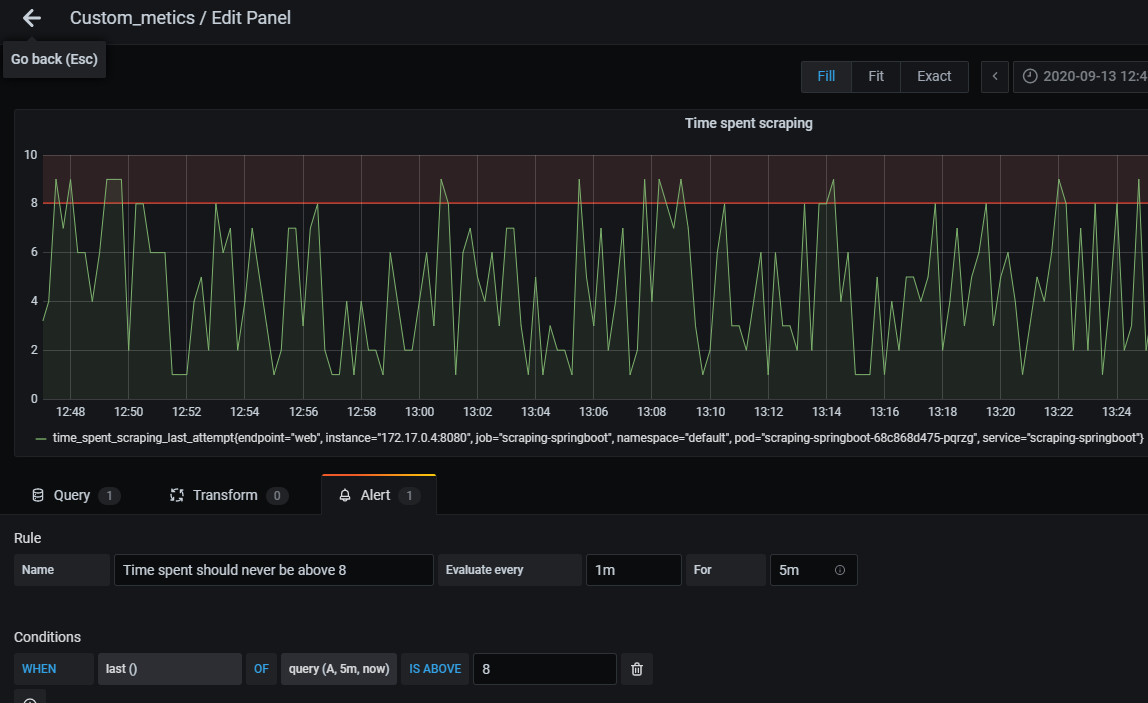 Custom_metics / Edit Panel
Go back (Esc)
Fill Fit Exact 2020-09-13 12:4
Time spent scraping
10
8
6
4
2
0
12:48 12:50 12:52 12:54 12:56 12:58 13:00 13:02 13:04 13:06 13:08 13:10 13:12 13:14 13:16 13:18 13:20 13:22 13:24
time_spent_scraping_last_attempt{endpoint="web", instance="172.17.0.4:8080", job="scraping-springboot", namespace="default", pod="scraping-springboot-68c868d475-pqrzg", service="scraping-springboot"}
Query 1 Transform 0 Alert 1
Rule
Name Time spent should never be above 8 Evaluate every 1m For 5m
Conditions
WHEN last () OF query (A, 5m, now) IS ABOVE 8